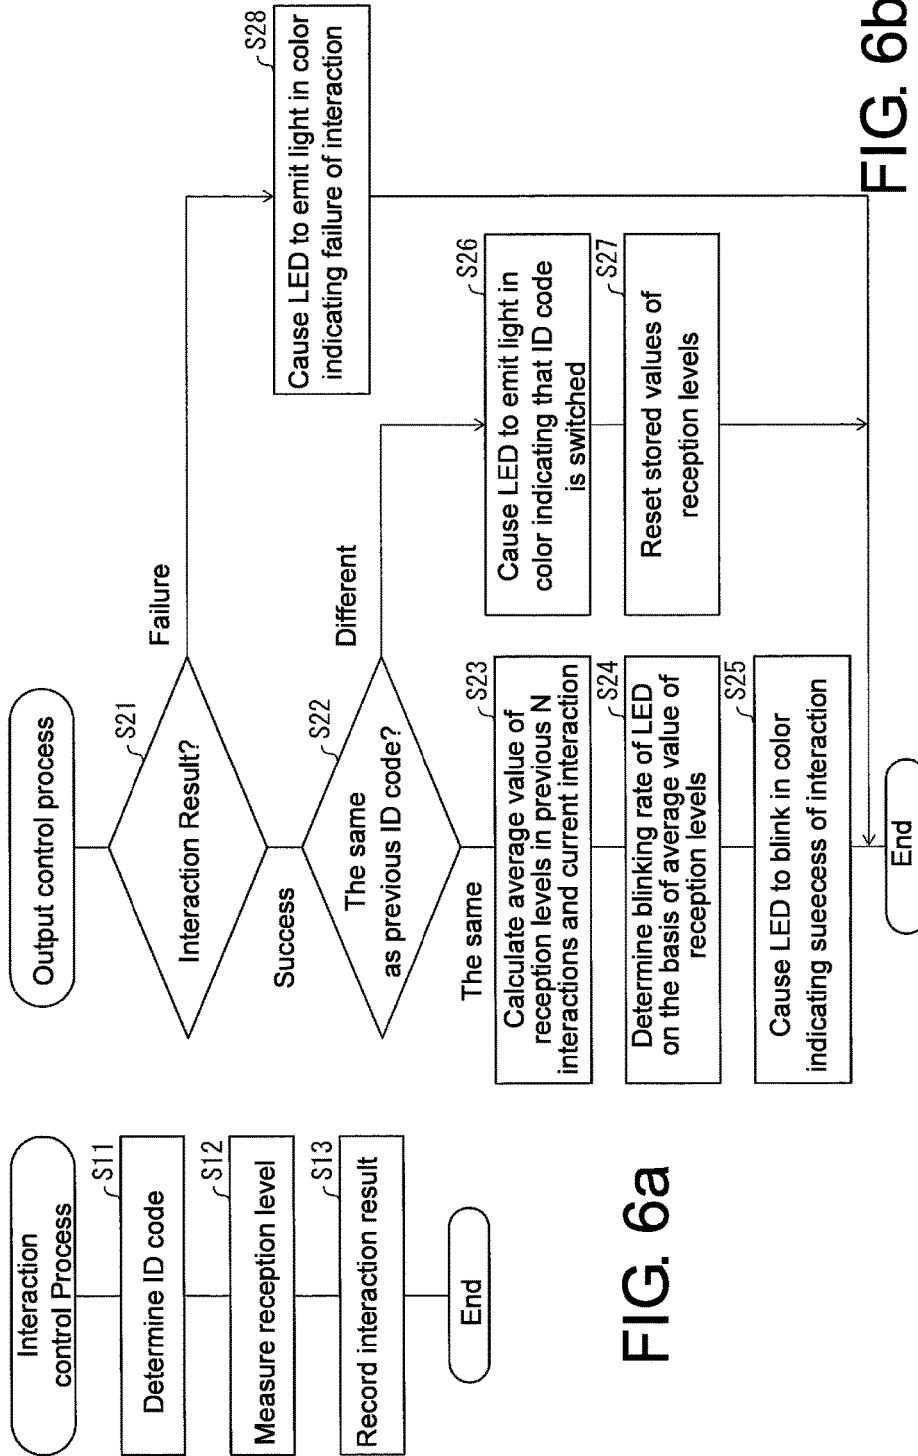 Interaction
control Process
S11
Determine ID code
S12
Measure reception level
S13
Record interaction result
End
FIG. 6a
Output control process
S21
Interaction Result?
Failure
Success
S22
The same
as previous ID code?
Different
The same
S23
Calculate average value of
reception levels in previous N
interactions and current interaction
S24
Determine blinking rate of LED
on the basis of average value of
reception levels
S25
Cause LED to blink in color
indicating sueecess of interaction
S26
Cause LED to emit light in
color indicating that ID code
is switched
S27
Reset stored values of
reception levels
S28
Cause LED to emit light in color
indicating failure of interaction
End
FIG. 6b